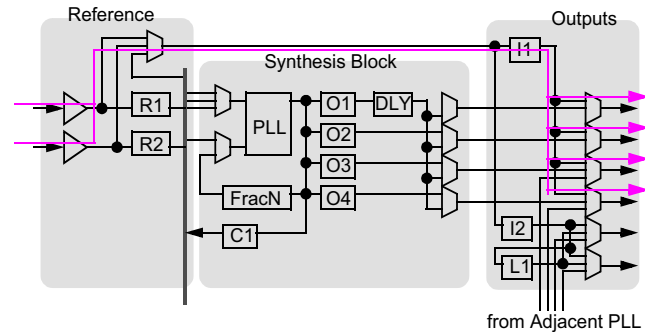 Reference
Outputs
Synthesis Block
I1
R1
R2
PLL
O1
DLY
O2
O3
FracN
O4
C1
I2
L1
from Adjacent PLL